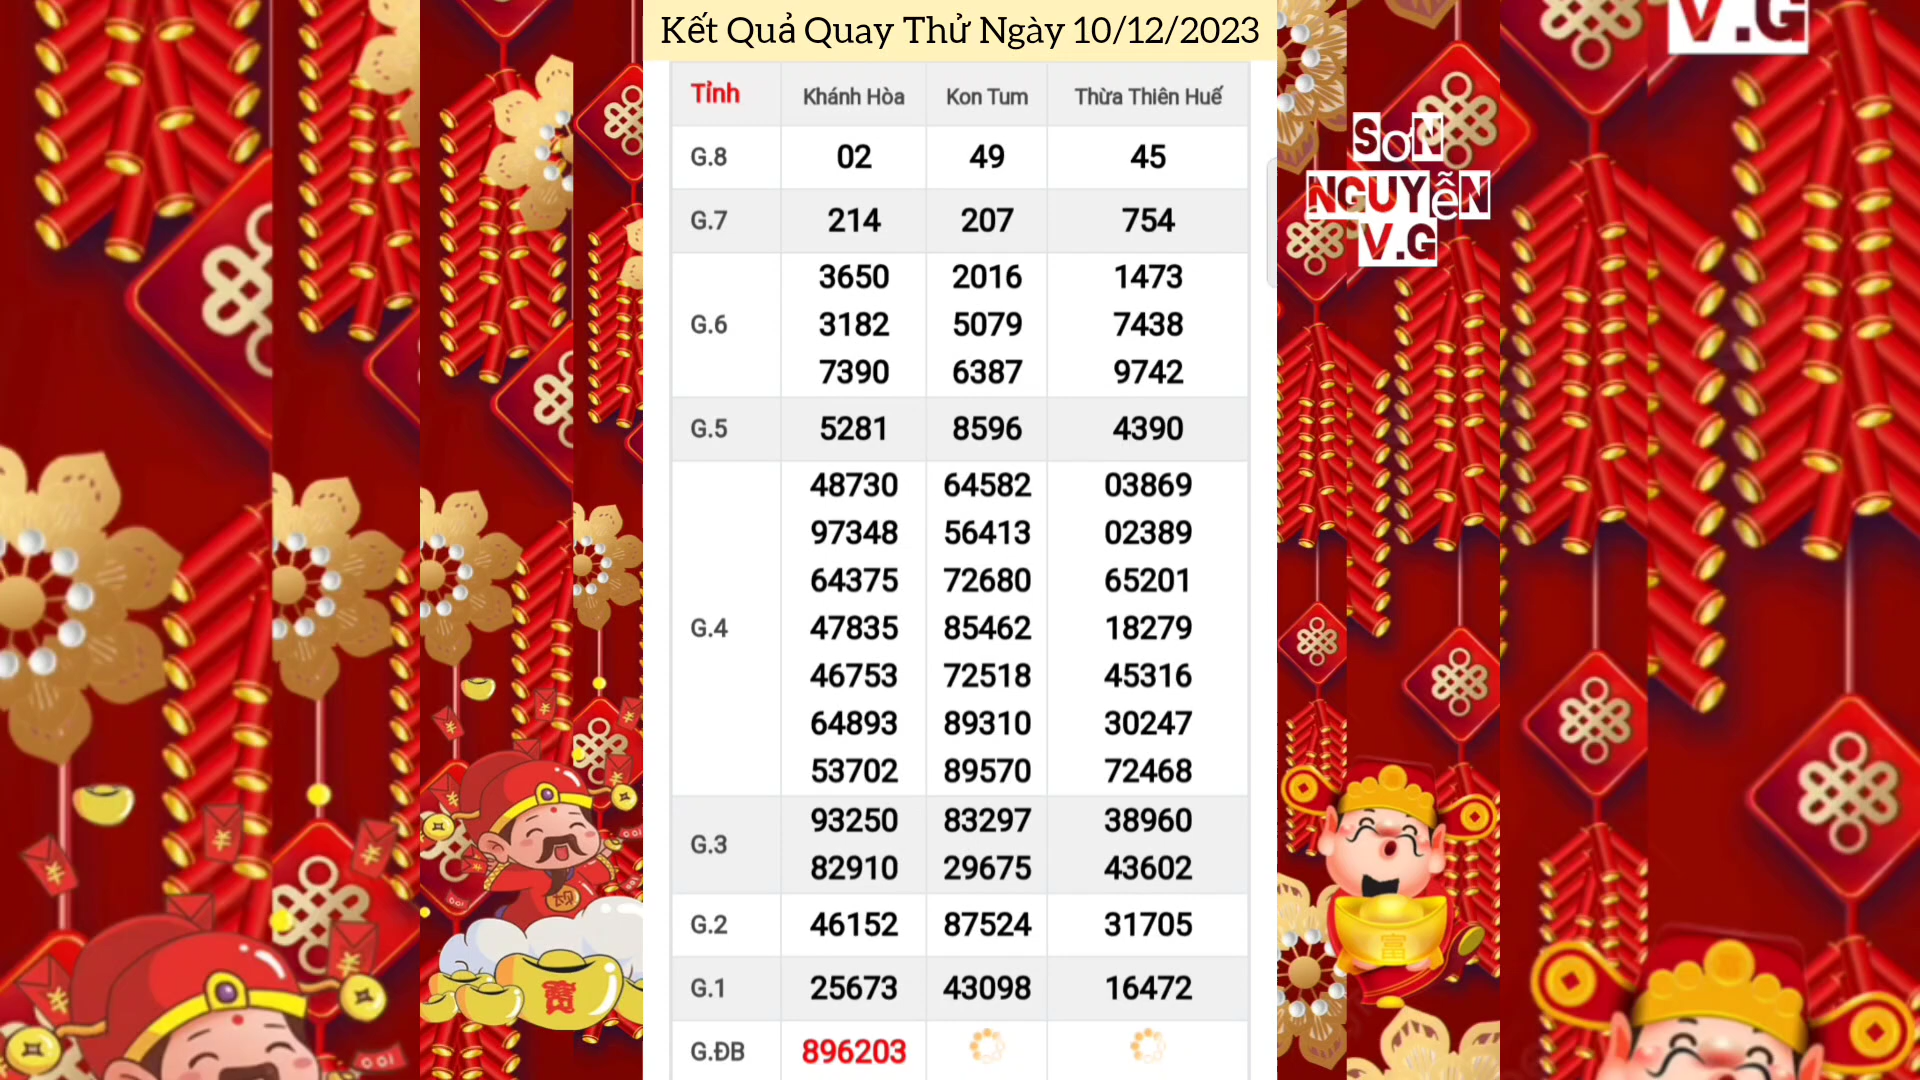 Kết Quả Quay Thử Ngày 10/12/2023
Tỉnh Khánh Hòa Kon Tum Thừa Thiên Huế
G.8 02 49 45
G.7 214 207 754
G.6 3650 2016 1473
3182 5079 7438
7390 6387 9742
G.5 5281 8596 4390
G.4 48730 64582 03869
97348 56413 02389
64375 72680 65201
47835 85462 18279
46753 72518 45316
64893 89310 30247
53702 89570 72468
G.3 93250 83297 38960
82910 29675 43602
G.2 46152 87524 31705
G.1 25673 43098 16472
G.ĐB 896203
V.G
SơN
NGUYễN
V.G
富